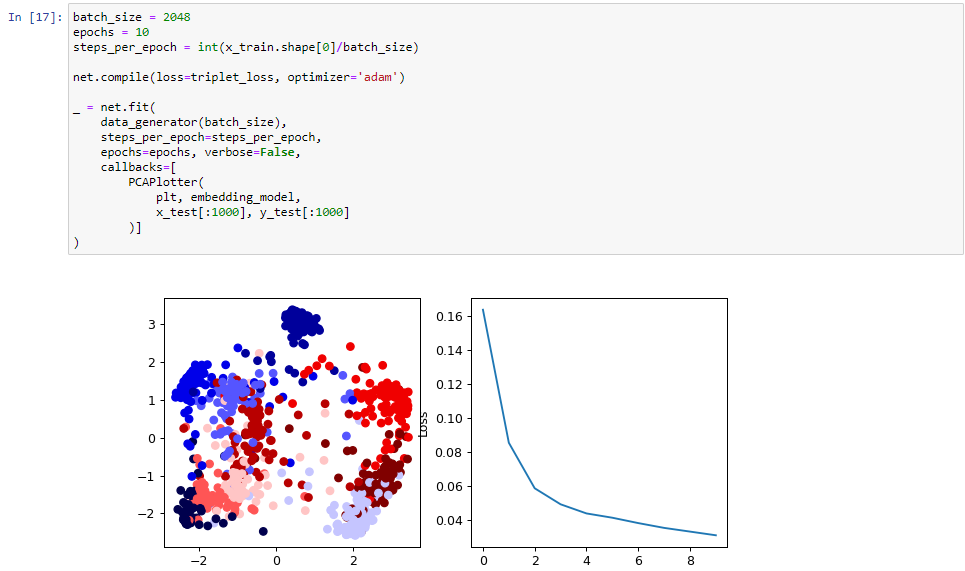 In [17]:
batch_size = 2048
epochs = 10
steps_per_epoch = int(x_train.shape[0]/batch_size)
net.compile(loss=triplet_loss, optimizer='adam')
_ = net.fit(
    data_generator(batch_size),
    steps_per_epoch=steps_per_epoch,
    epochs=epochs, verbose=False,
    callbacks=[
        PCAPlotter(
            plt, embedding_model,
            x_test[:1000], y_test[:1000]
        )]
)
3
2
1
0
−1
−2
−2 0 2
Loss
0.16
0.14
0.12
0.10
0.08
0.06
0.04
0 2 4 6 8